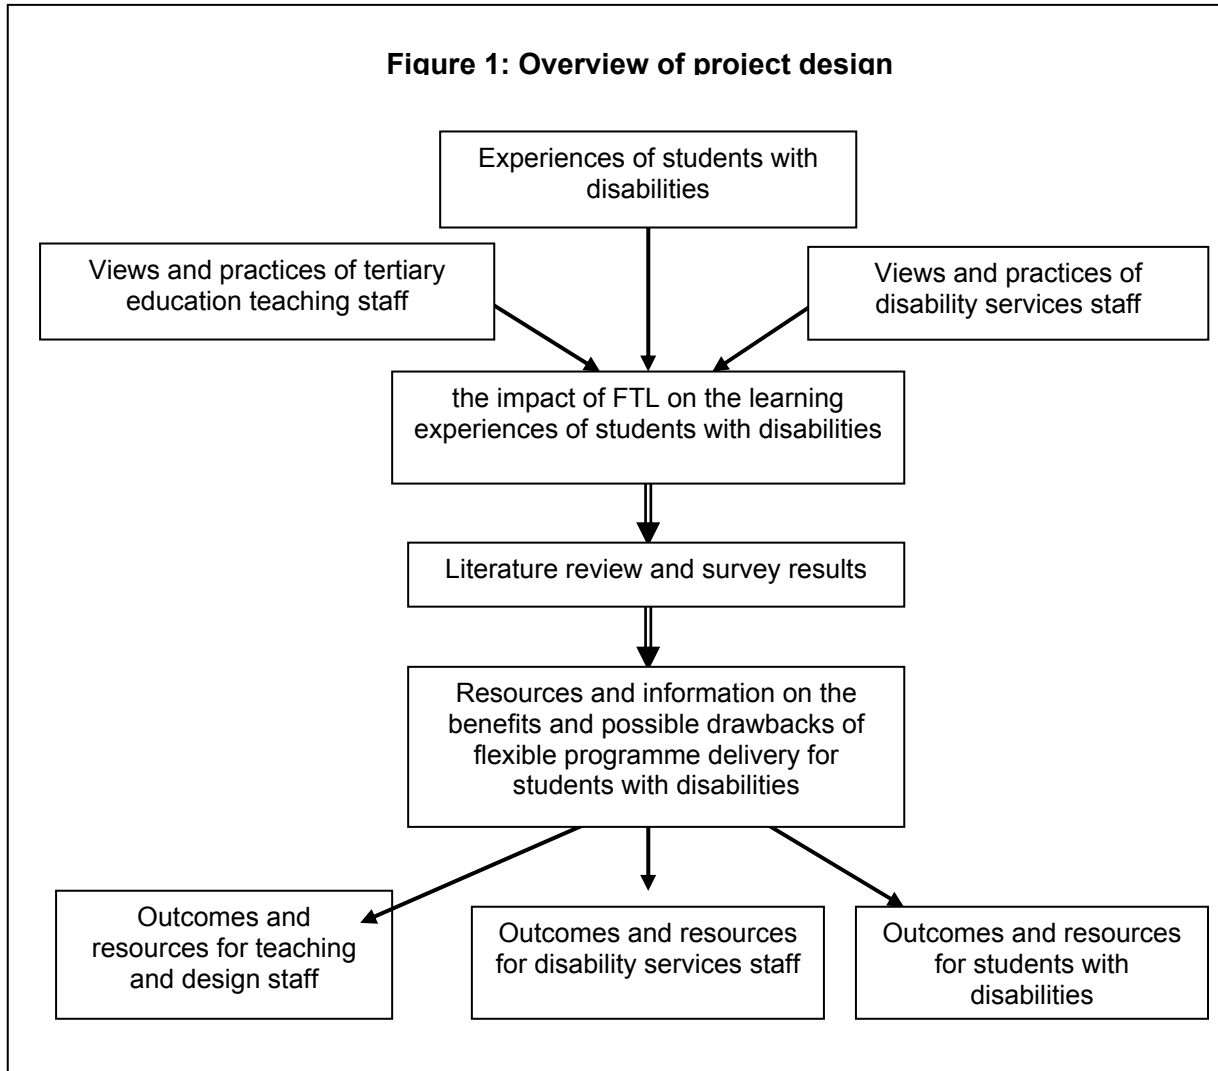 Figure 1: Overview of project design
Experiences of students with
disabilities
Views and practices of tertiary
education teaching staff
Views and practices of
disability services staff
the impact of FTL on the learning
experiences of students with disabilities
Literature review and survey results
Resources and information on the
benefits and possible drawbacks of
flexible programme delivery for
students with disabilities
Outcomes and
resources for teaching
and design staff
Outcomes and resources
for disability services staff
Outcomes and resources
for students with
disabilities